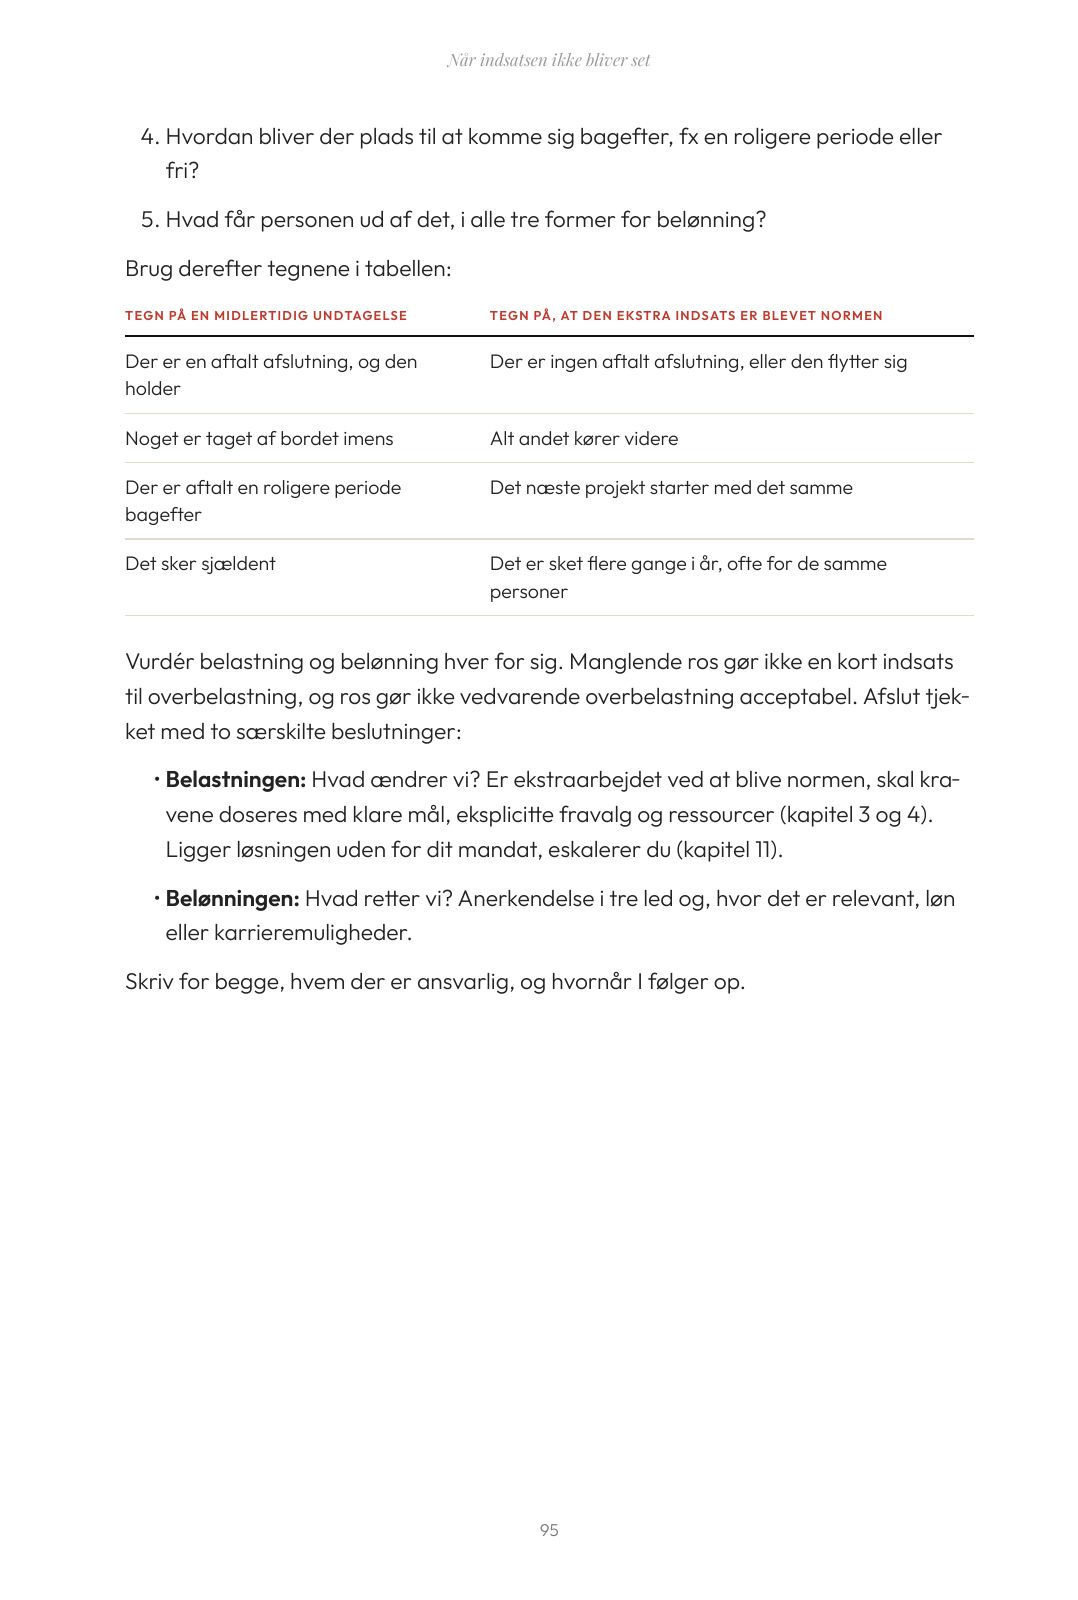 Når indsatsen ikke bliver set
4. Hvordan bliver der plads til at komme sig bagefter, fx en roligere periode eller
fri?
5. Hvad får personen ud af det, i alle tre former for belønning?
Brug derefter tegnene i tabellen:
TEGN PÅ EN MIDLERTIDIG UNDTAGELSE
TEGN PÅ, AT DEN EKSTRA INDSATS ER BLEVET NORMEN
Der er en aftalt afslutning, og den
holder
Der er ingen aftalt afslutning, eller den flytter sig
Noget er taget af bordet imens
Alt andet kører videre
Der er aftalt en roligere periode
bagefter
Det næste projekt starter med det samme
Det sker sjældent
Det er sket flere gange i år, ofte for de samme
personer
Vurdér belastning og belønning hver for sig. Manglende ros gør ikke en kort indsats
til overbelastning, og ros gør ikke vedvarende overbelastning acceptabel. Afslut tjek-
ket med to særskilte beslutninger:
• Belastningen: Hvad ændrer vi? Er ekstraarbejdet ved at blive normen, skal kra-
vene doseres med klare mål, eksplicitte fravalg og ressourcer (kapitel 3 og 4).
Ligger løsningen uden for dit mandat, eskalerer du (kapitel 11).
• Belønningen: Hvad retter vi? Anerkendelse i tre led og, hvor det er relevant, løn
eller karrieremuligheder.
Skriv for begge, hvem der er ansvarlig, og hvornår I følger op.
95